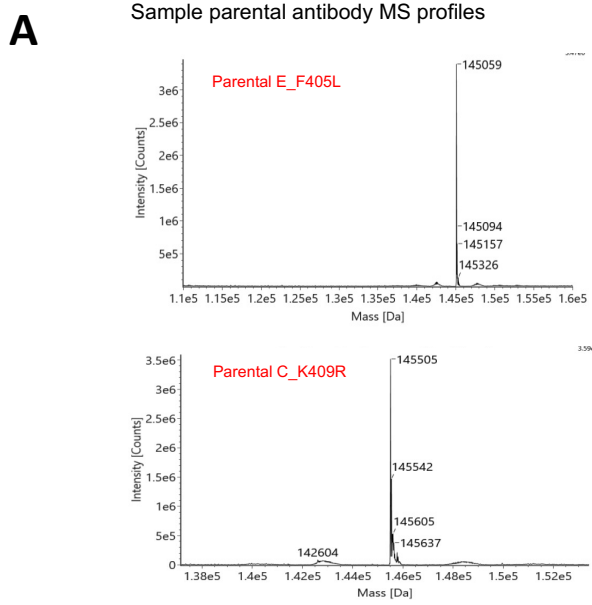 Sample parental antibody MS profiles
A
Parental E_F405L
145059
3e6
2.5e6
2e6
1.5e6
1e6
5e5
Intensity [Counts]
145094
145157
145326
1.1e5 1.15e5 1.2e5 1.25e5 1.3e5 1.35e5 1.4e5 1.45e5 1.5e5 1.55e5 1.6e5
Mass [Da]
Parental C_K409R
145505
3.5e6
3e6
2.5e6
2e6
1.5e6
1e6
5e5
0
Intensity [Counts]
145542
145605
145637
142604
1.38e5 1.4e5 1.42e5 1.44e5 1.46e5 1.48e5 1.5e5 1.52e5
Mass [Da]